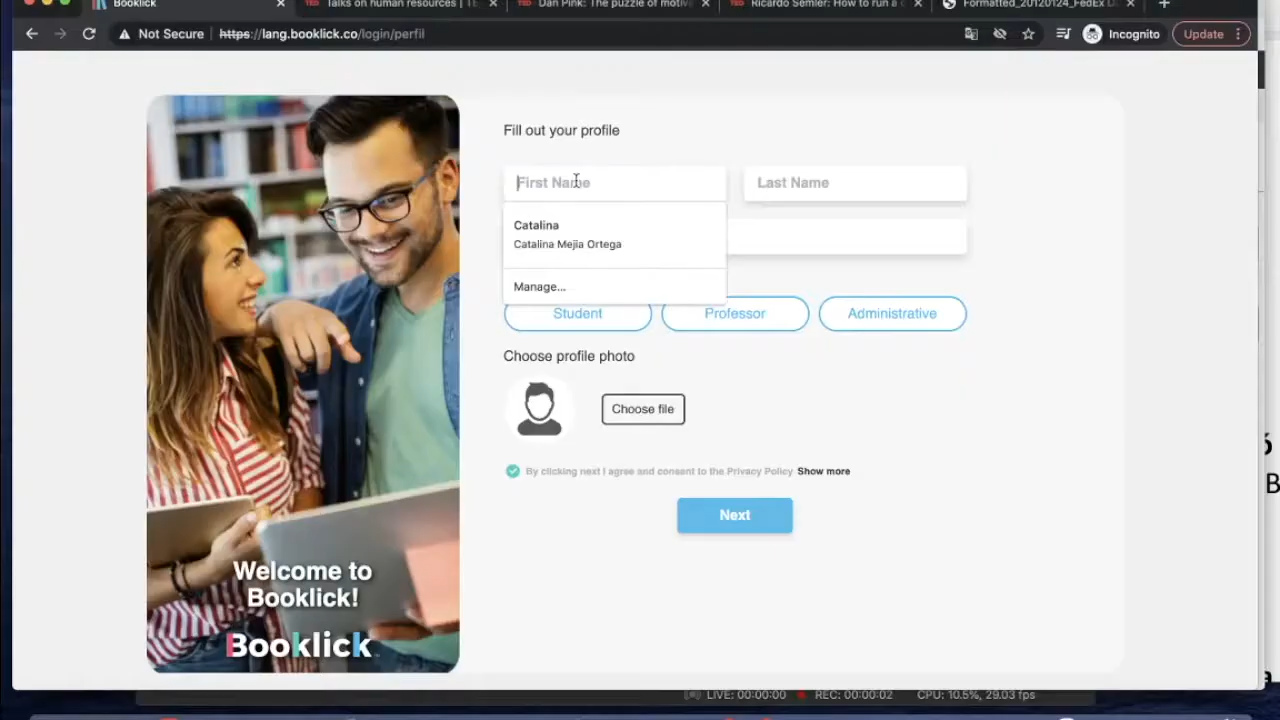 Booklick
Talks on human resources | TE
Dan Pink: The puzzle of motiv
Ricardo Semler: How to run a c
Formatted_20120124_FedEx D
Not Secure
https://lang.booklick.co/login/perfil
Incognito
Update
Fill out your profile
First Name
Last Name
Catalina
Catalina Mejia Ortega
Manage...
Student
Professor
Administrative
Choose profile photo
Choose file
By clicking next I agree and consent to the Privacy Policy Show more
Next
Welcome to
Booklick!
Booklick
LIVE: 00:00:00
REC: 00:00:02
CPU: 10.5%, 29.03 fps